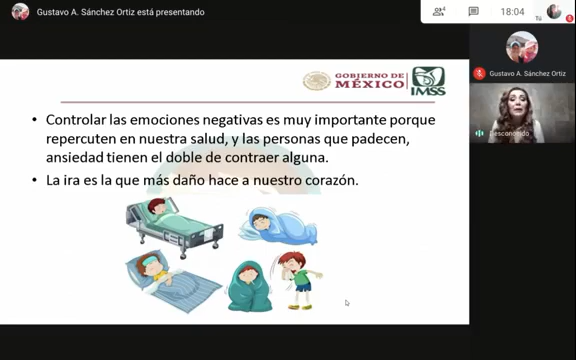 Gustavo A. Sánchez Ortiz está presentando
4
18:04
Tú
GOBIERNO DE
MÉXICO
IMSS
Gustavo A. Sánchez Ortiz
Desconocido
• Controlar las emociones negativas es muy importante porque
repercuten en nuestra salud, y las personas que padecen,
ansiedad tienen el doble de contraer alguna.
• La ira es la que más daño hace a nuestro corazón.